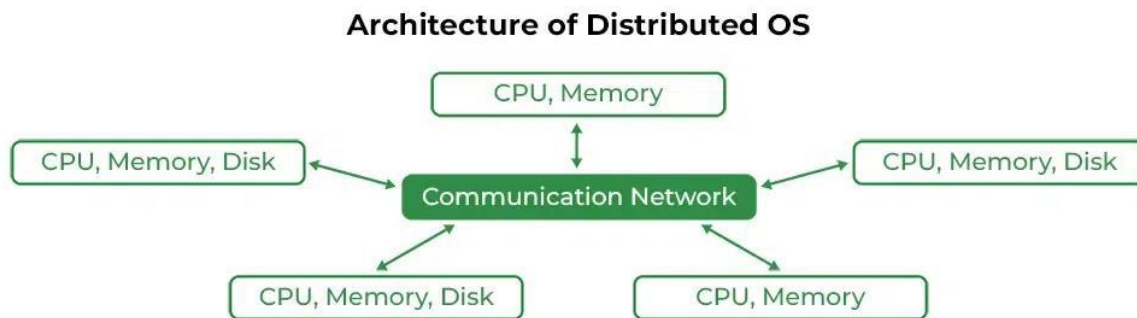 Architecture of Distributed OS
CPU, Memory
CPU, Memory, Disk
CPU, Memory, Disk
Communication Network
CPU, Memory, Disk
CPU, Memory